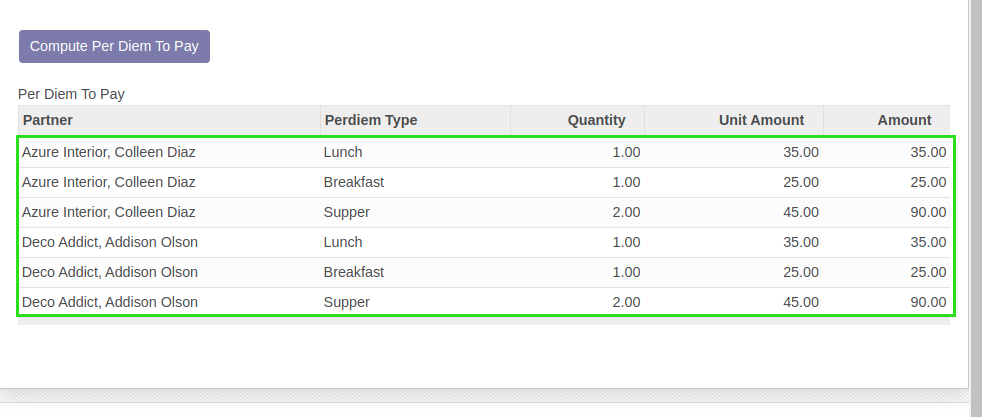 Compute Per Diem To Pay
Per Diem To Pay
Partner Perdiem Type Quantity Unit Amount Amount
Azure Interior, Colleen Diaz Lunch 1.00 35.00 35.00
Azure Interior, Colleen Diaz Breakfast 1.00 25.00 25.00
Azure Interior, Colleen Diaz Supper 2.00 45.00 90.00
Deco Addict, Addison Olson Lunch 1.00 35.00 35.00
Deco Addict, Addison Olson Breakfast 1.00 25.00 25.00
Deco Addict, Addison Olson Supper 2.00 45.00 90.00